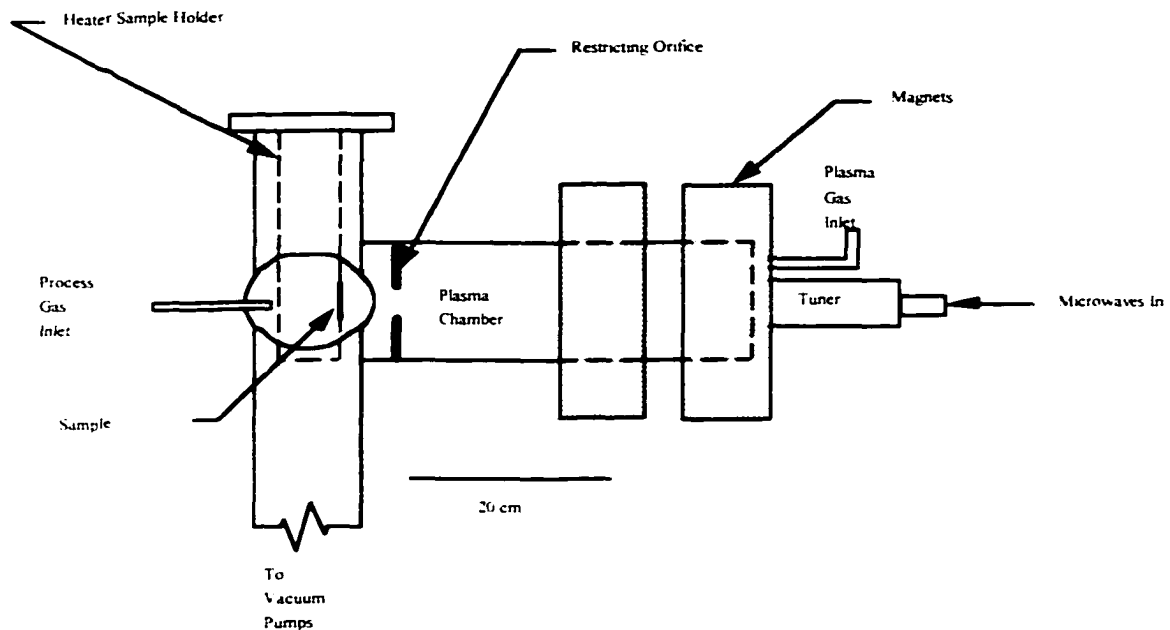 Heater Sample Holder
Restricting Orifice
Magnets
Plasma
Gas
Inlet
Process
Gas
Inlet
Plasma
Chamber
Tuner
Microwaves In
Sample
20 cm
To
Vacuum
Pumps